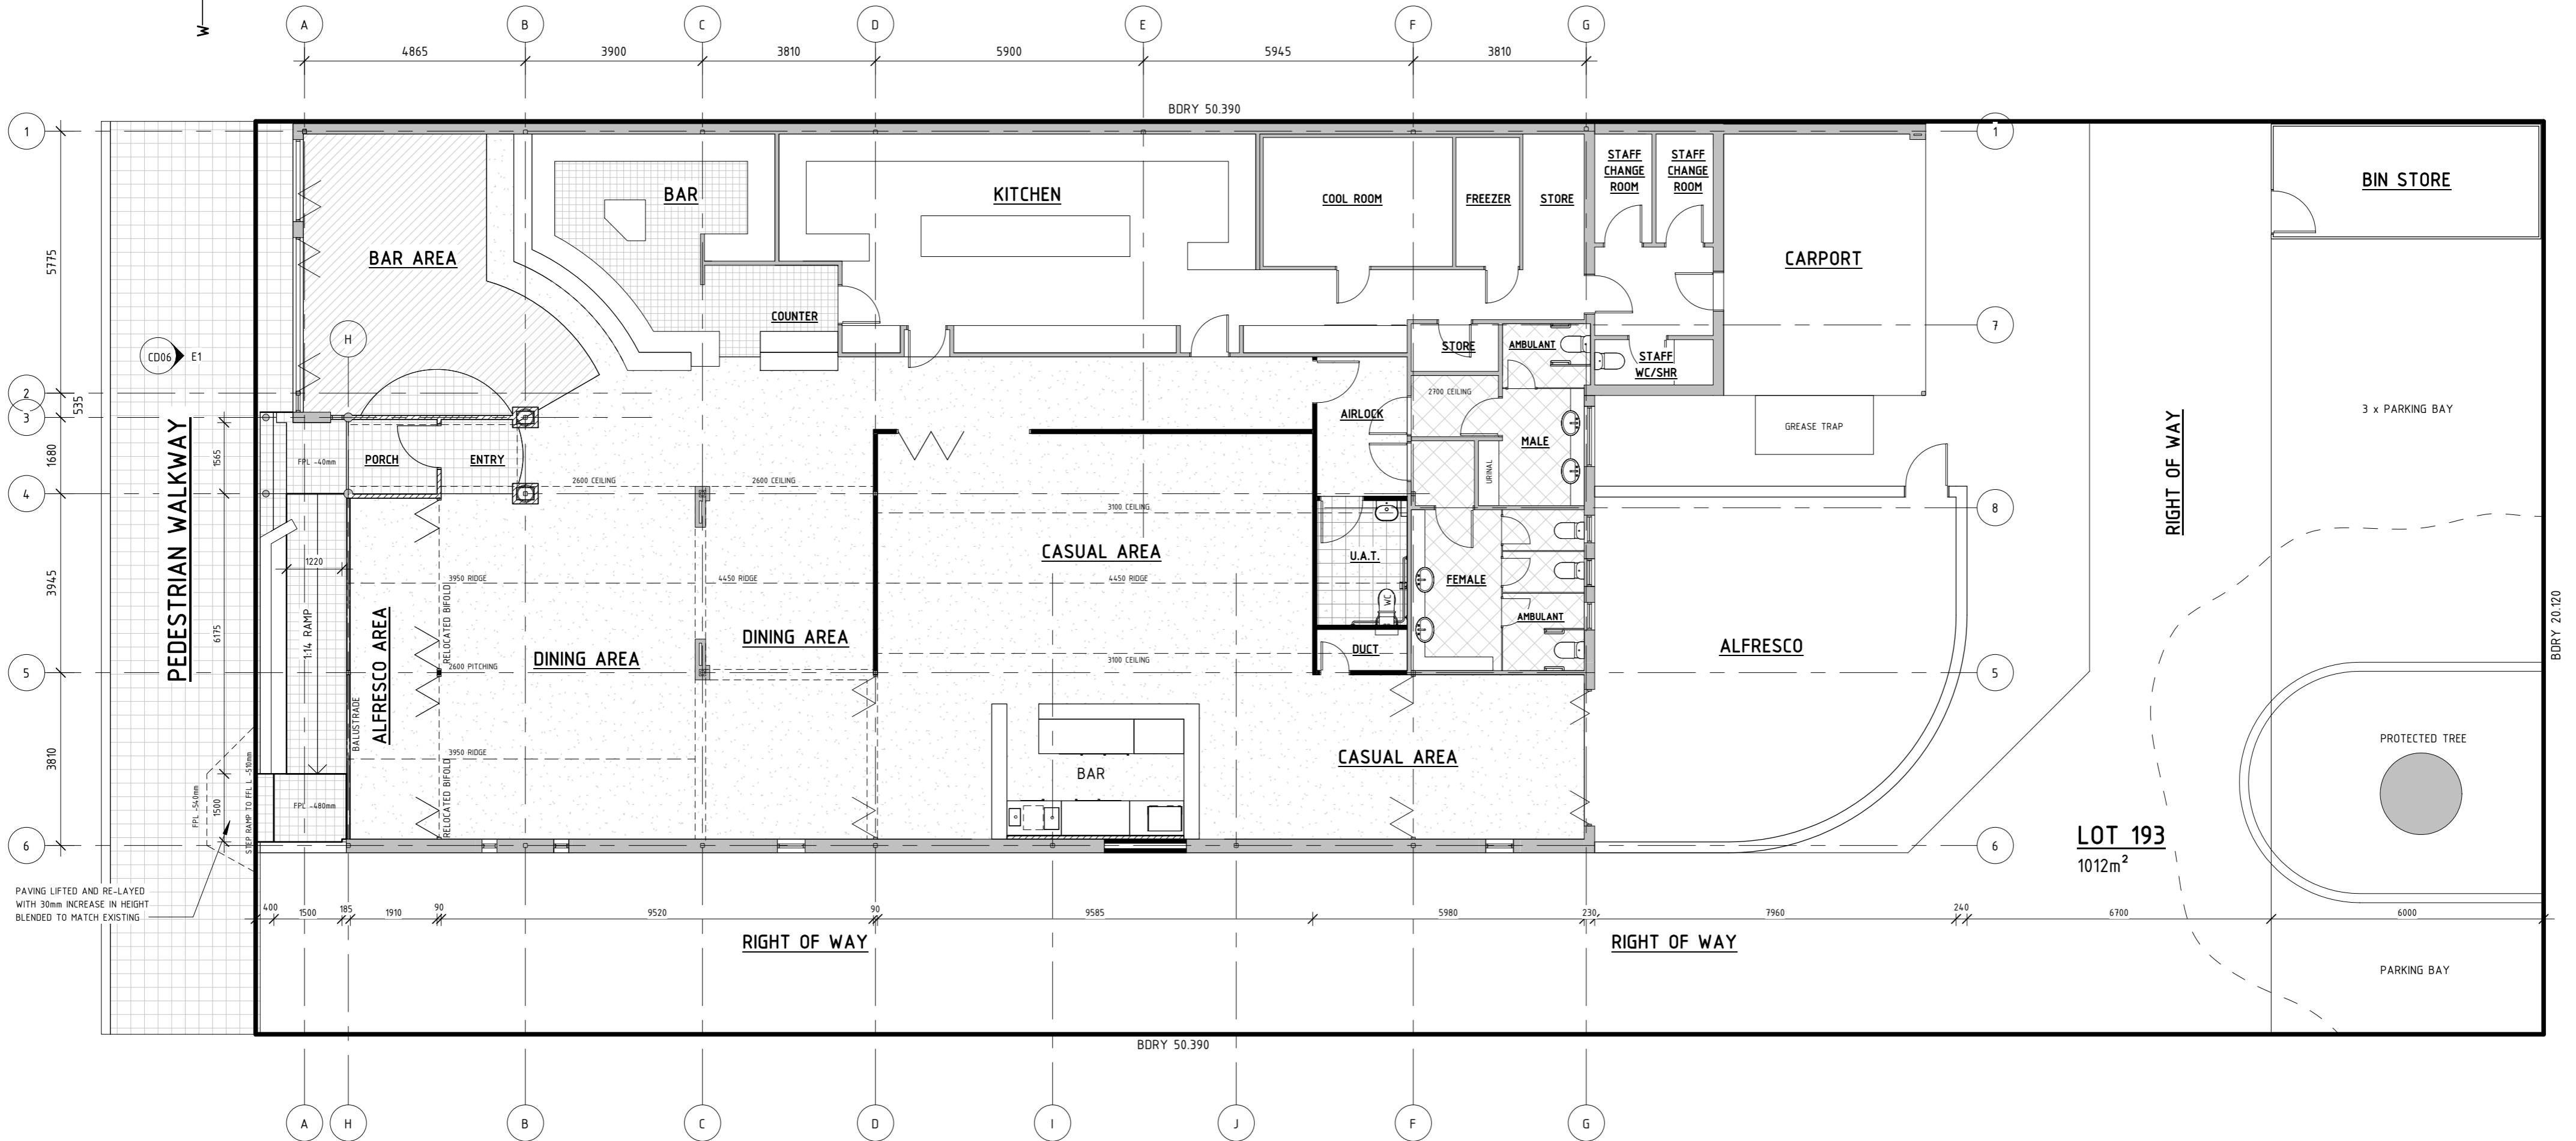 W
A
B
C
D
E
F
G
4865
3900
3810
5900
5945
3810
BDRY 50.390
1
1
BIN STORE
STAFF
CHANGE
ROOM
STAFF
CHANGE
ROOM
BAR
KITCHEN
COOL ROOM
FREEZER
STORE
BAR AREA
CARPORT
5775
COUNTER
7
H
STORE
AMBULANT
CD06
E1
STAFF
WC/SHR
2
535
2700 CEILING
3
3 x PARKING BAY
AIRLOCK
GREASE TRAP
MALE
1680
1565
FPL -40mm
PORCH
ENTRY
URINAL
RIGHT OF WAY
2600 CEILING
2600 CEILING
4
8
3100 CEILING
PEDESTRIAN WALKWAY
CASUAL AREA
U.A.T.
1220
3950 RIDGE
4450 RIDGE
4450 RIDGE
FEMALE
3945
WC
AMBULANT
BDRY 20.120
6175
1:14 RAMP
ALFRESCO AREA
RELOCATED BIFOLD
DINING AREA
DINING AREA
DUCT
ALFRESCO
2600 PITCHING
3100 CEILING
5
5
BALUSTRADE
3950 RIDGE
3810
PROTECTED TREE
CASUAL AREA
BAR
FPL -540mm
1500
STEP RAMP TO FFL L -510mm
FPL -480mm
RELOCATED BIFOLD
LOT 193
1012m²
6
6
PAVING LIFTED AND RE-LAYED
WITH 30mm INCREASE IN HEIGHT
BLENDED TO MATCH EXISTING
400
1500
185
1910
90
9520
90
9585
5980
230
7960
240
6700
6000
RIGHT OF WAY
RIGHT OF WAY
PARKING BAY
BDRY 50.390
A
H
B
C
D
I
J
F
G